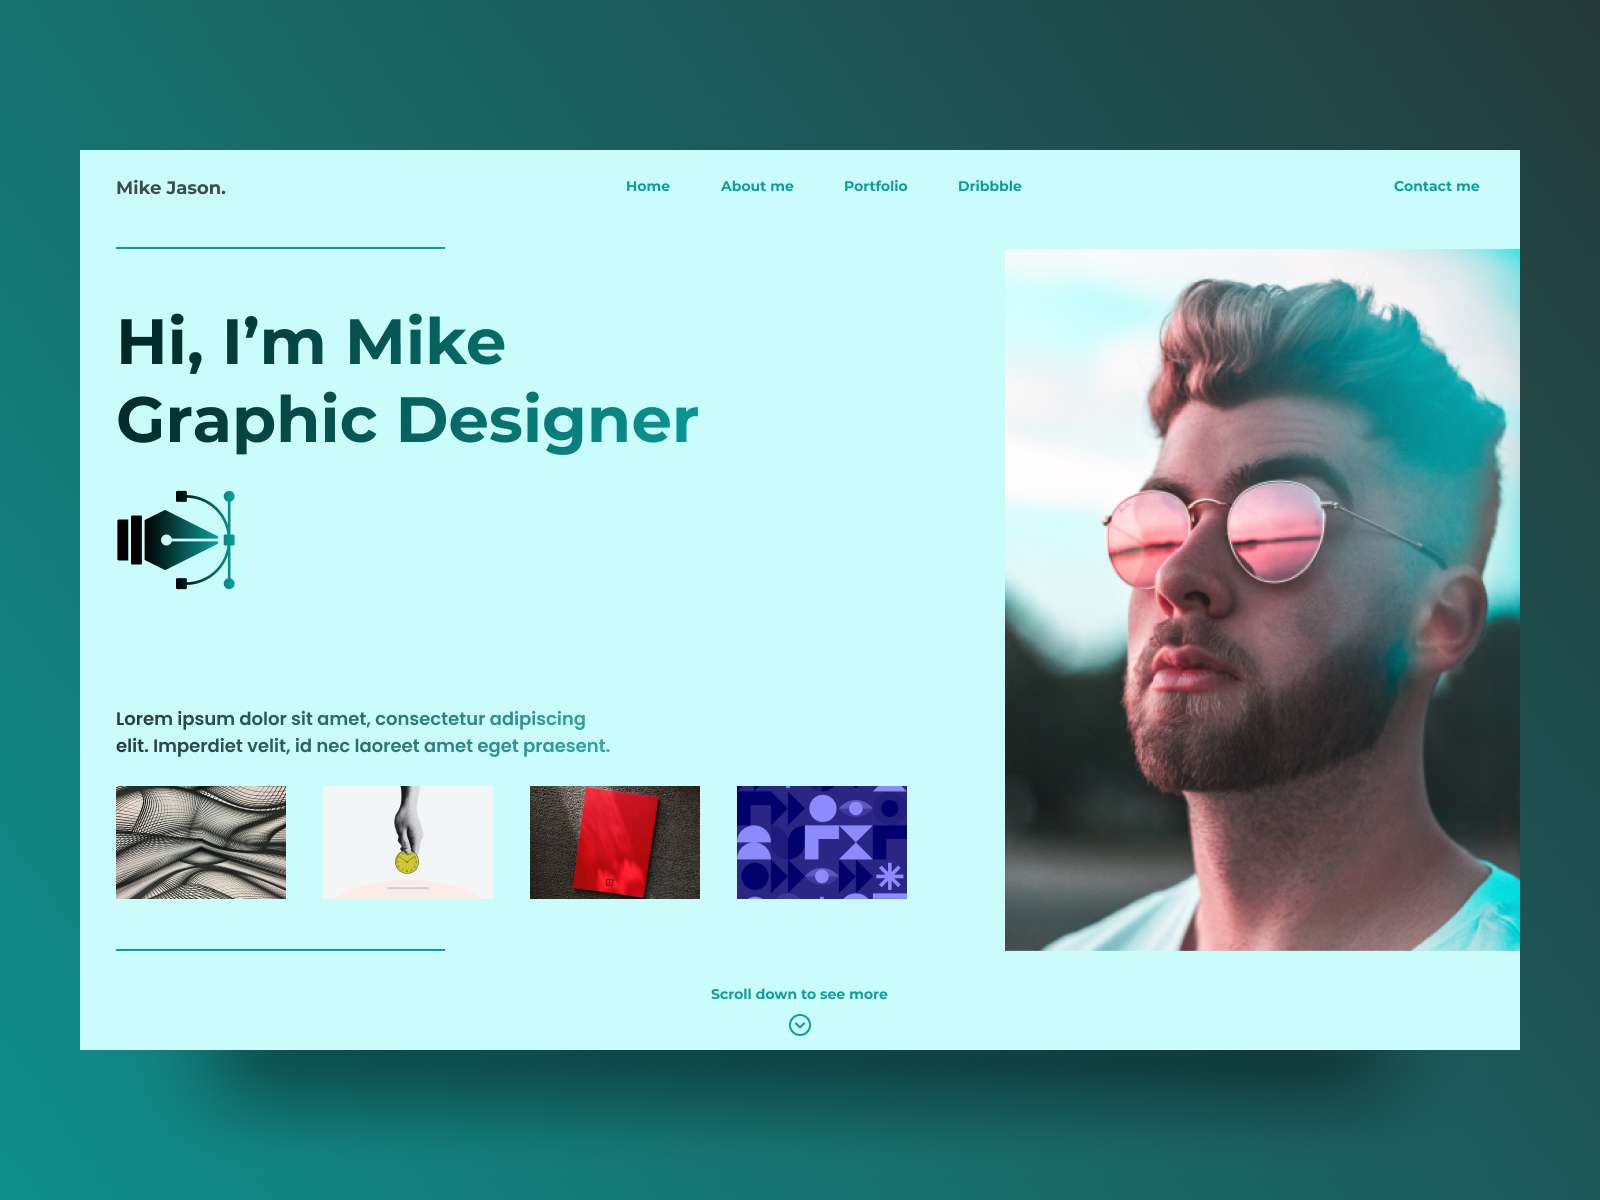 Mike Jason.
Home
About me
Portfolio
Dribbble
Contact me
Hi, I’m Mike
Graphic Designer
Lorem ipsum dolor sit amet, consectetur adipiscing
elit. Imperdiet velit, id nec laoreet amet eget praesent.
Scroll down to see more